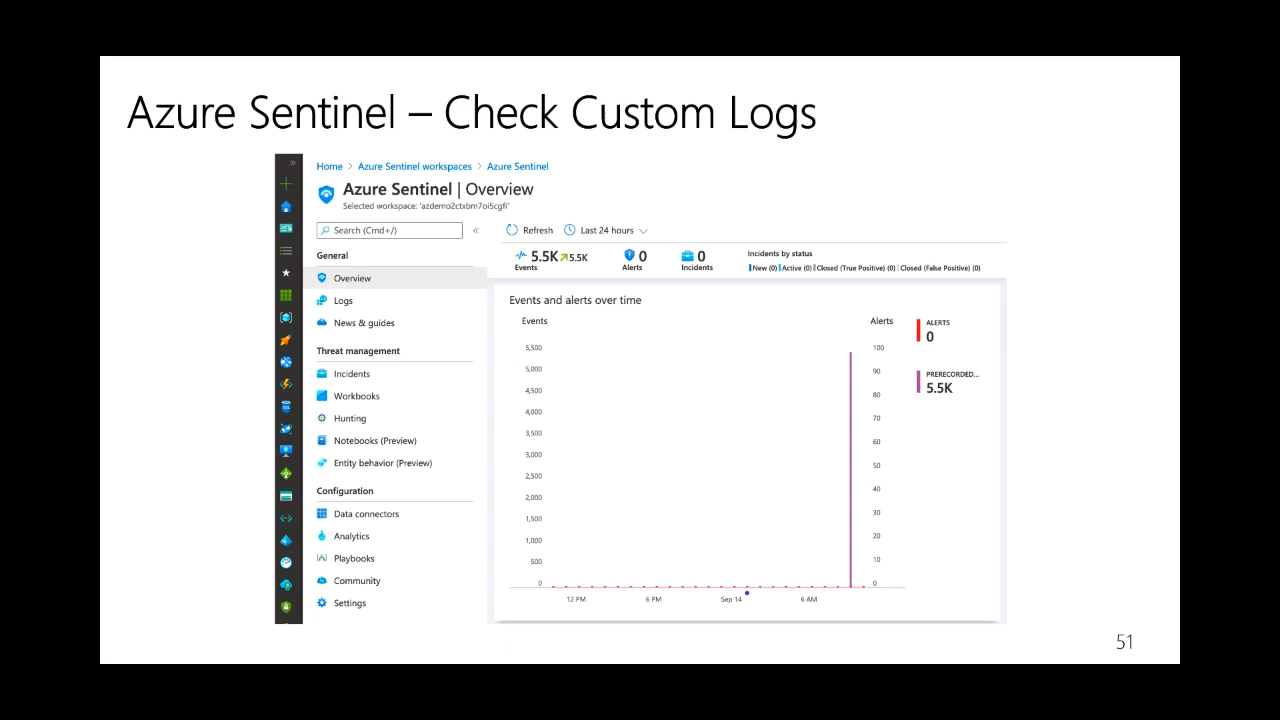 Azure Sentinel – Check Custom Logs
»
Home > Azure Sentinel workspaces > Azure Sentinel
Azure Sentinel | Overview
Selected workspace: 'azdemo2ctxbm7oi5cgfi'
Search (Cmd+/)
«
Refresh
Last 24 hours
General
Overview
Logs
News & guides
Threat management
Incidents
Workbooks
Hunting
Notebooks (Preview)
Entity behavior (Preview)
Configuration
Data connectors
Analytics
Playbooks
Community
Settings
5.5K 5.5K
Events
0
Alerts
0
Incidents
Incidents by status
New (0) Active (0) Closed (True Positive) (0) Closed (False Positive) (0)
Events and alerts over time
Events
5,500
5,000
4,500
4,000
3,500
3,000
2,500
2,000
1,500
1,000
500
0
Alerts
100
90
80
70
60
50
40
30
20
10
0
12 PM 6 PM Sep 14 6 AM
ALERTS
0
PRERECORDED...
5.5K
51